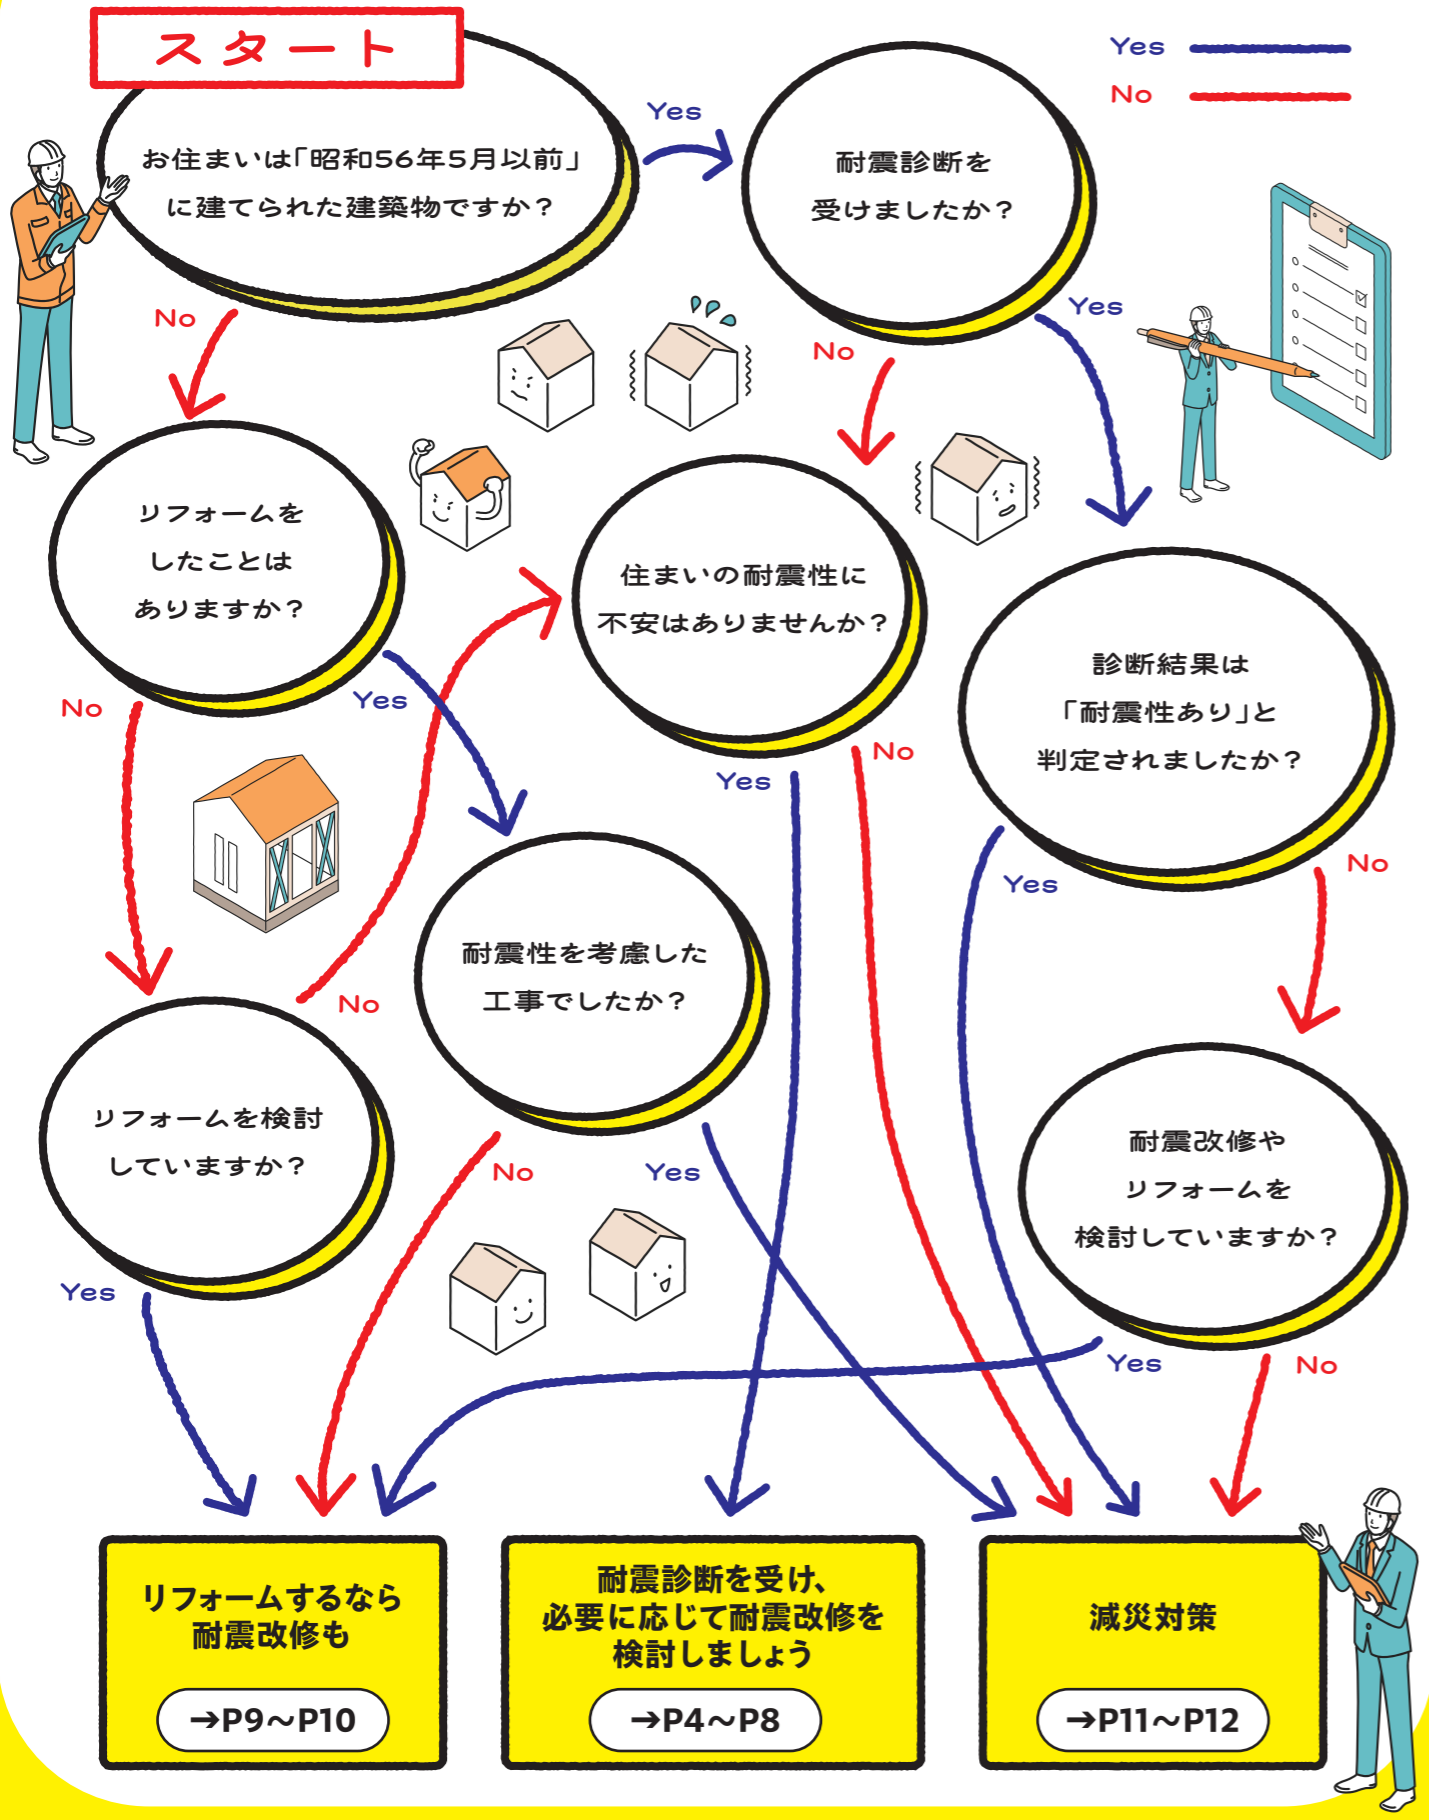 スタート
Yes
No
お住まいは「昭和56年5月以前」
に建てられた建築物ですか？
Yes
No
耐震診断を
受けましたか？
Yes
No
リフォームを
したことは
ありますか？
No
Yes
住まいの耐震性に
不安はありませんか？
Yes
No
診断結果は
「耐震性あり」と
判定されましたか？
Yes
No
耐震性を考慮した
工事でしたか？
No
Yes
リフォームを検討
していますか？
No
Yes
耐震改修や
リフォームを
検討していますか？
Yes
No
リフォームするなら
耐震改修も
→P9～P10
耐震診断を受け、
必要に応じて耐震改修を
検討しましょう
→P4～P8
減災対策
→P11～P12